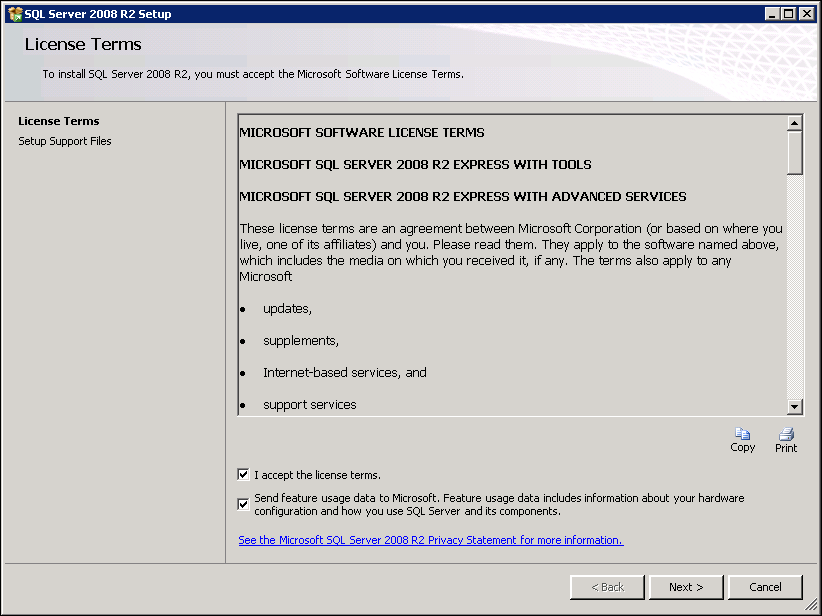 SQL Server 2008 R2 Setup
License Terms
To install SQL Server 2008 R2, you must accept the Microsoft Software License Terms.
License Terms
Setup Support Files
MICROSOFT SOFTWARE LICENSE TERMS
MICROSOFT SQL SERVER 2008 R2 EXPRESS WITH TOOLS
MICROSOFT SQL SERVER 2008 R2 EXPRESS WITH ADVANCED SERVICES
These license terms are an agreement between Microsoft Corporation (or based on where you
live, one of its affiliates) and you. Please read them. They apply to the software named above,
which includes the media on which you received it, if any. The terms also apply to any
Microsoft
• updates,
• supplements,
• Internet-based services, and
• support services
Copy
Print
I accept the license terms.
Send feature usage data to Microsoft. Feature usage data includes information about your hardware
configuration and how you use SQL Server and its components.
See the Microsoft SQL Server 2008 R2 Privacy Statement for more information.
< Back
Next >
Cancel